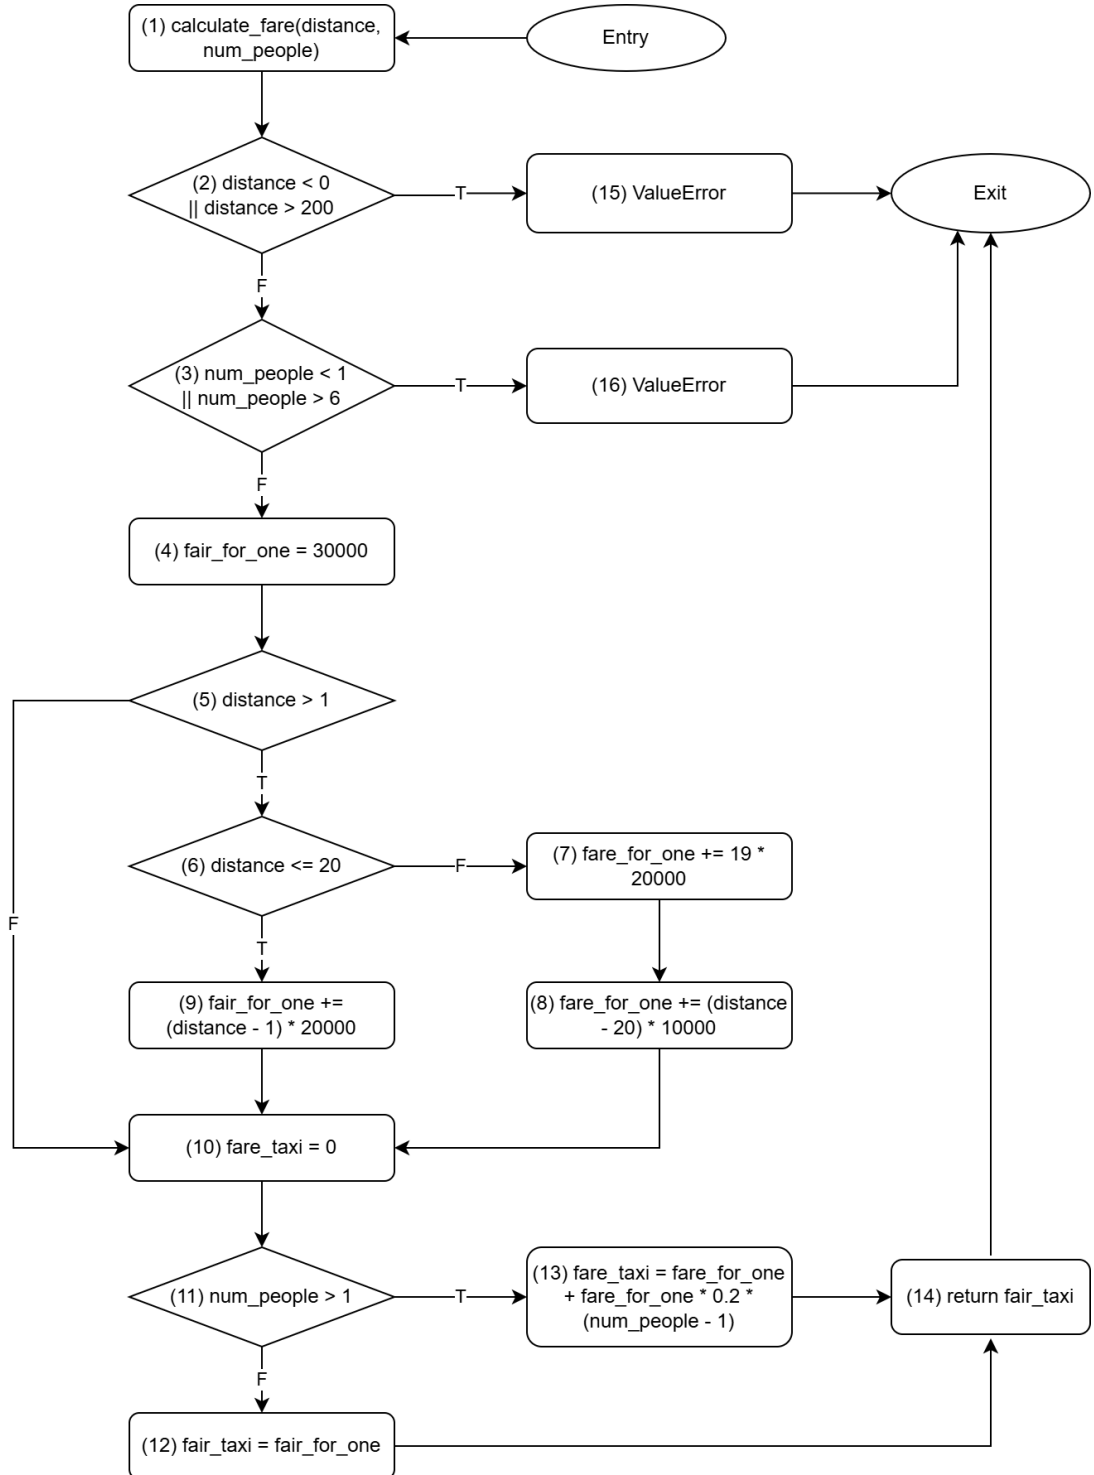 (1) calculate_fare(distance,
num_people)
Entry
(2) distance < 0
|| distance > 200
T
(15) ValueError
Exit
F
(3) num_people < 1
|| num_people > 6
T
(16) ValueError
F
(4) fair_for_one = 30000
(5) distance > 1
T
(6) distance <= 20
F
(7) fare_for_one += 19 *
20000
F
T
(9) fair_for_one +=
(distance - 1) * 20000
(8) fare_for_one += (distance
- 20) * 10000
(10) fare_taxi = 0
(11) num_people > 1
T
(13) fare_taxi = fare_for_one
+ fare_for_one * 0.2 *
(num_people - 1)
(14) return fair_taxi
F
(12) fair_taxi = fair_for_one